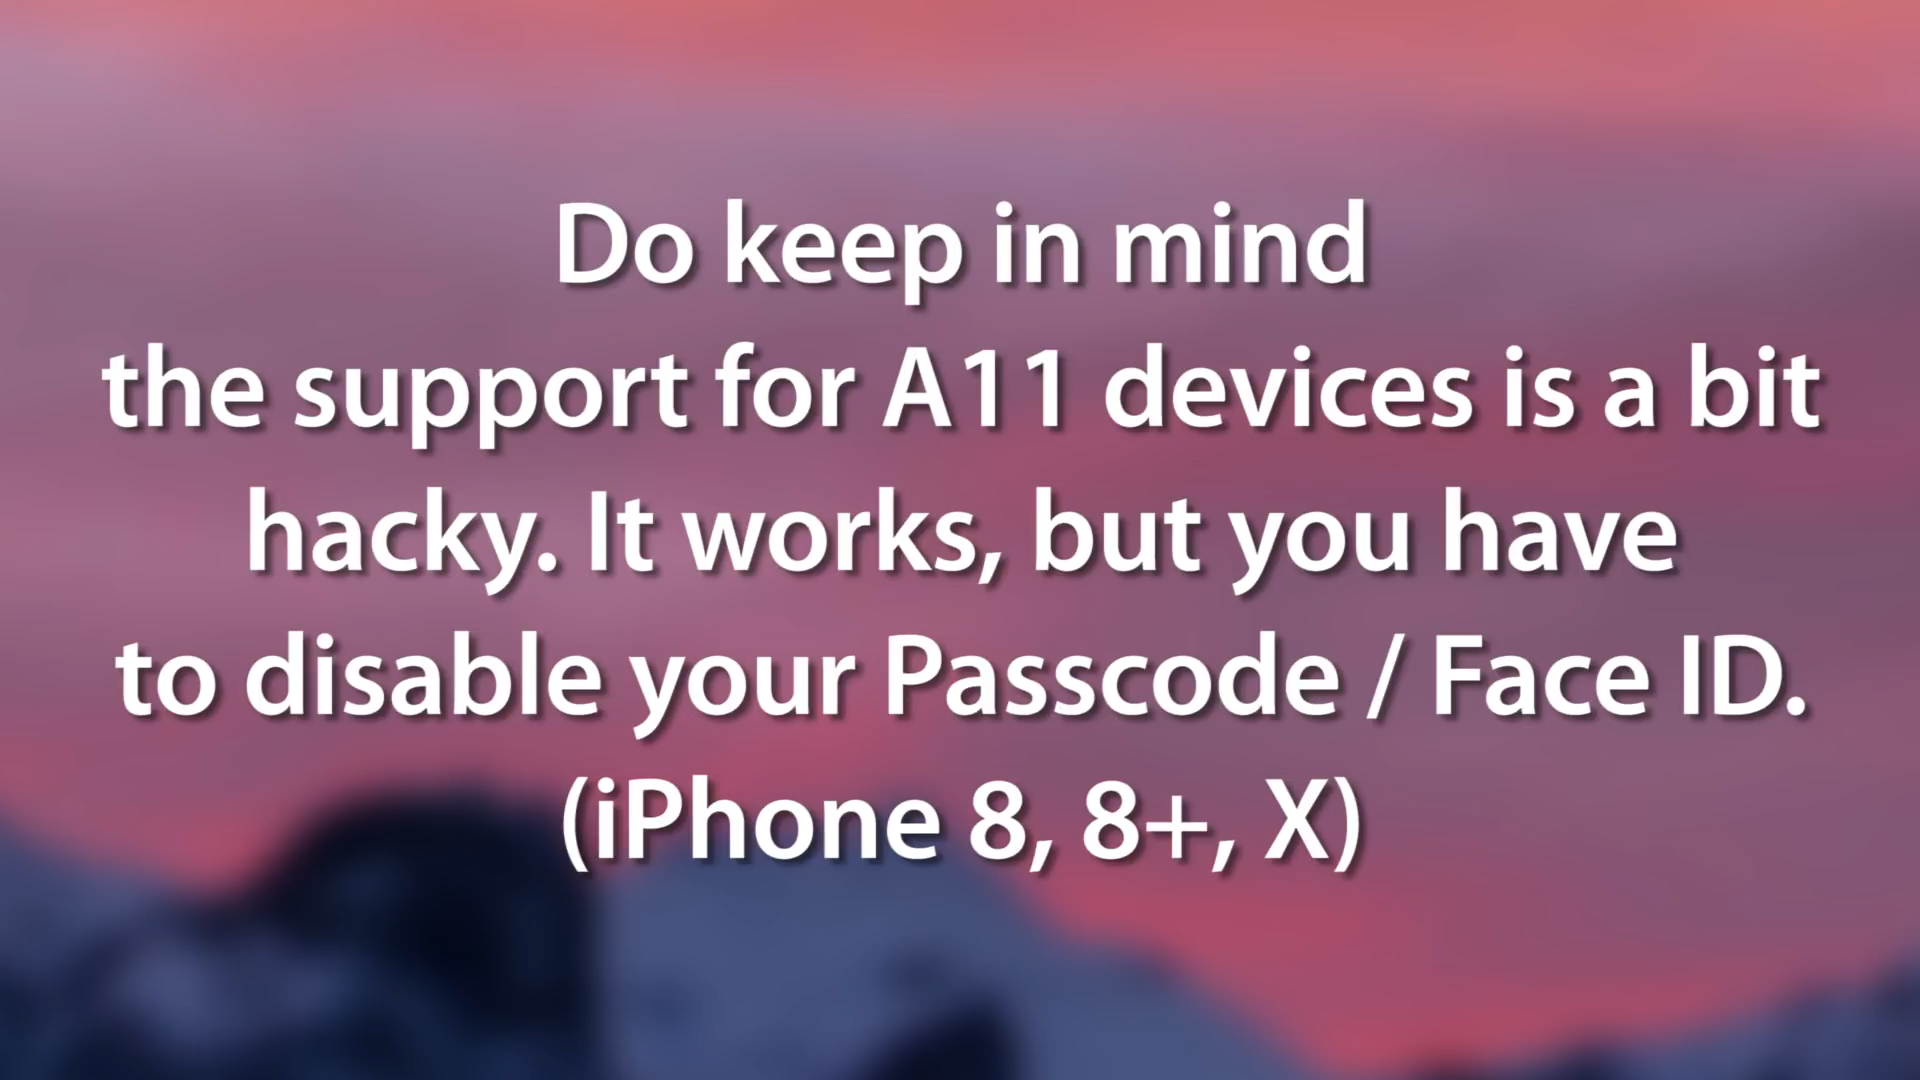 Do keep in mind
the support for A11 devices is a bit
hacky. It works, but you have
to disable your Passcode / Face ID.
(iPhone 8, 8+, X)